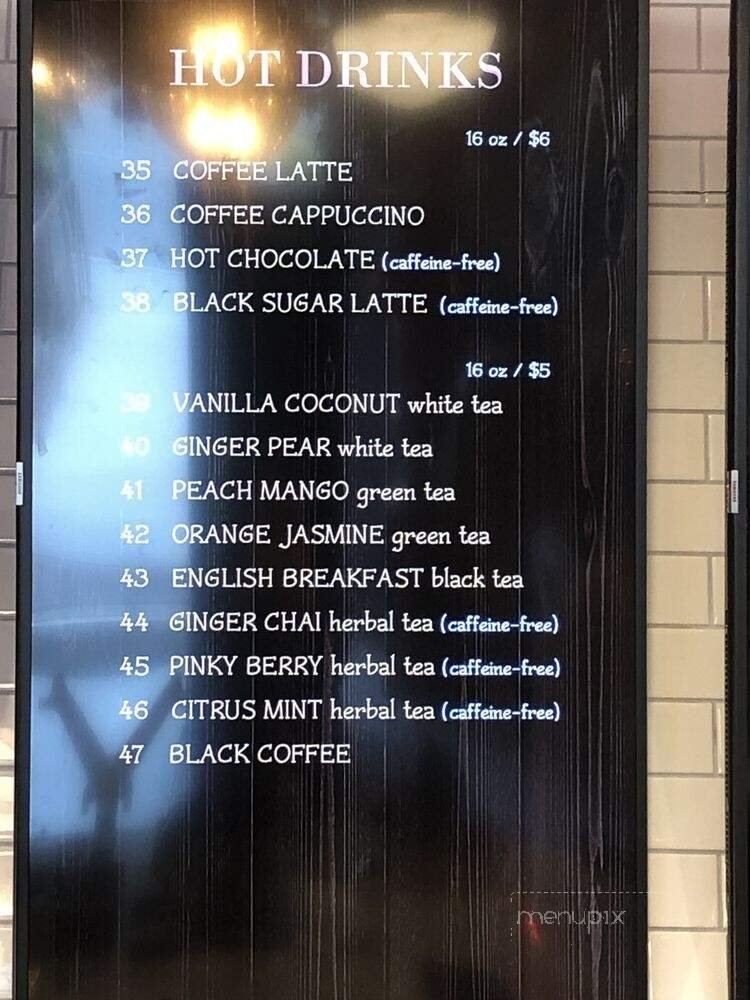 HOT DRINKS
16 oz / $6
35 COFFEE LATTE
36 COFFEE CAPPUCCINO
37 HOT CHOCOLATE (caffeine-free)
38 BLACK SUGAR LATTE (caffeine-free)
16 oz / $5
39 VANILLA COCONUT white tea
40 GINGER PEAR white tea
41 PEACH MANGO green tea
42 ORANGE JASMINE green tea
43 ENGLISH BREAKFAST black tea
44 GINGER CHAI herbal tea (caffeine-free)
45 PINKY BERRY herbal tea (caffeine-free)
46 CITRUS MINT herbal tea (caffeine-free)
47 BLACK COFFEE
menupix